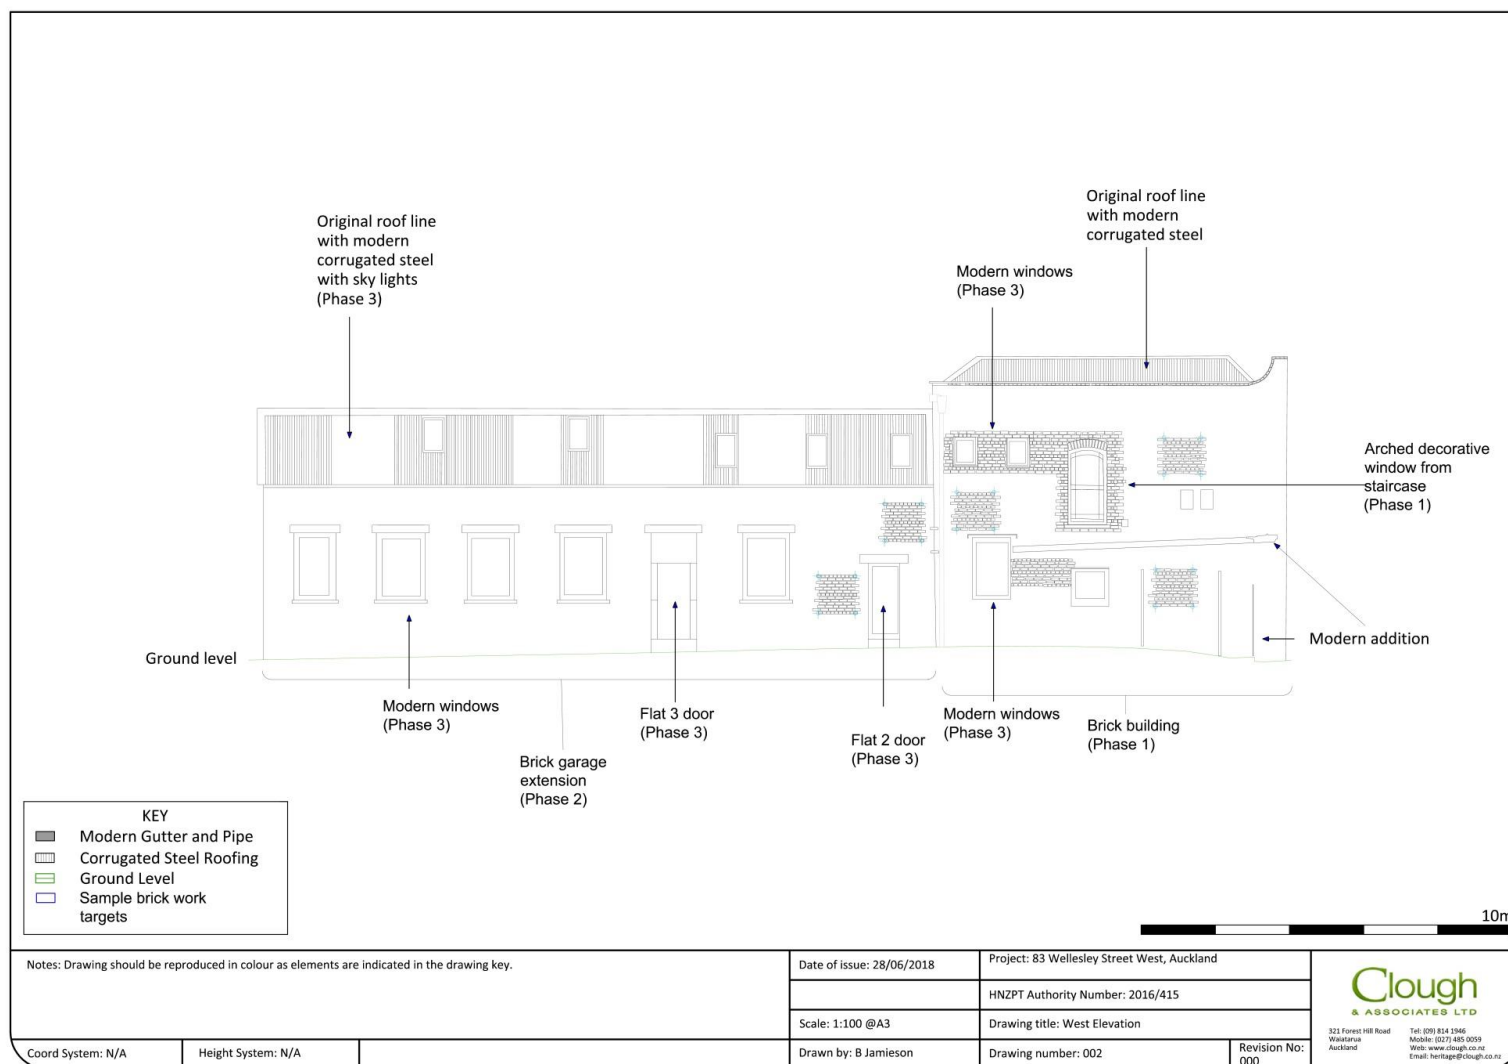 Original roof line
with modern
corrugated steel
with sky lights
(Phase 3)
Original roof line
with modern
corrugated steel
Modern windows
(Phase 3)
Arched decorative
window from
staircase
(Phase 1)
Modern addition
Ground level
Modern windows
(Phase 3)
Flat 3 door
(Phase 3)
Flat 2 door
(Phase 3)
Modern windows
(Phase 3)
Brick building
(Phase 1)
Brick garage
extension
(Phase 2)
KEY
Modern Gutter and Pipe
Corrugated Steel Roofing
Ground Level
Sample brick work
targets
10m
Notes: Drawing should be reproduced in colour as elements are indicated in the drawing key.
Coord System: N/A
Height System: N/A
Date of issue: 28/06/2018
Scale: 1:100 @A3
Drawn by: B Jamieson
Project: 83 Wellesley Street West, Auckland
HNZPT Authority Number: 2016/415
Drawing title: West Elevation
Drawing number: 002
Revision No:
000
Clough
& ASSOCIATES LTD
321 Forest Hill Road
Waiatarua
Auckland
Tel: (09) 814 1946
Mobile: (027) 485 0059
Web: www.clough.co.nz
Email: heritage@clough.co.nz